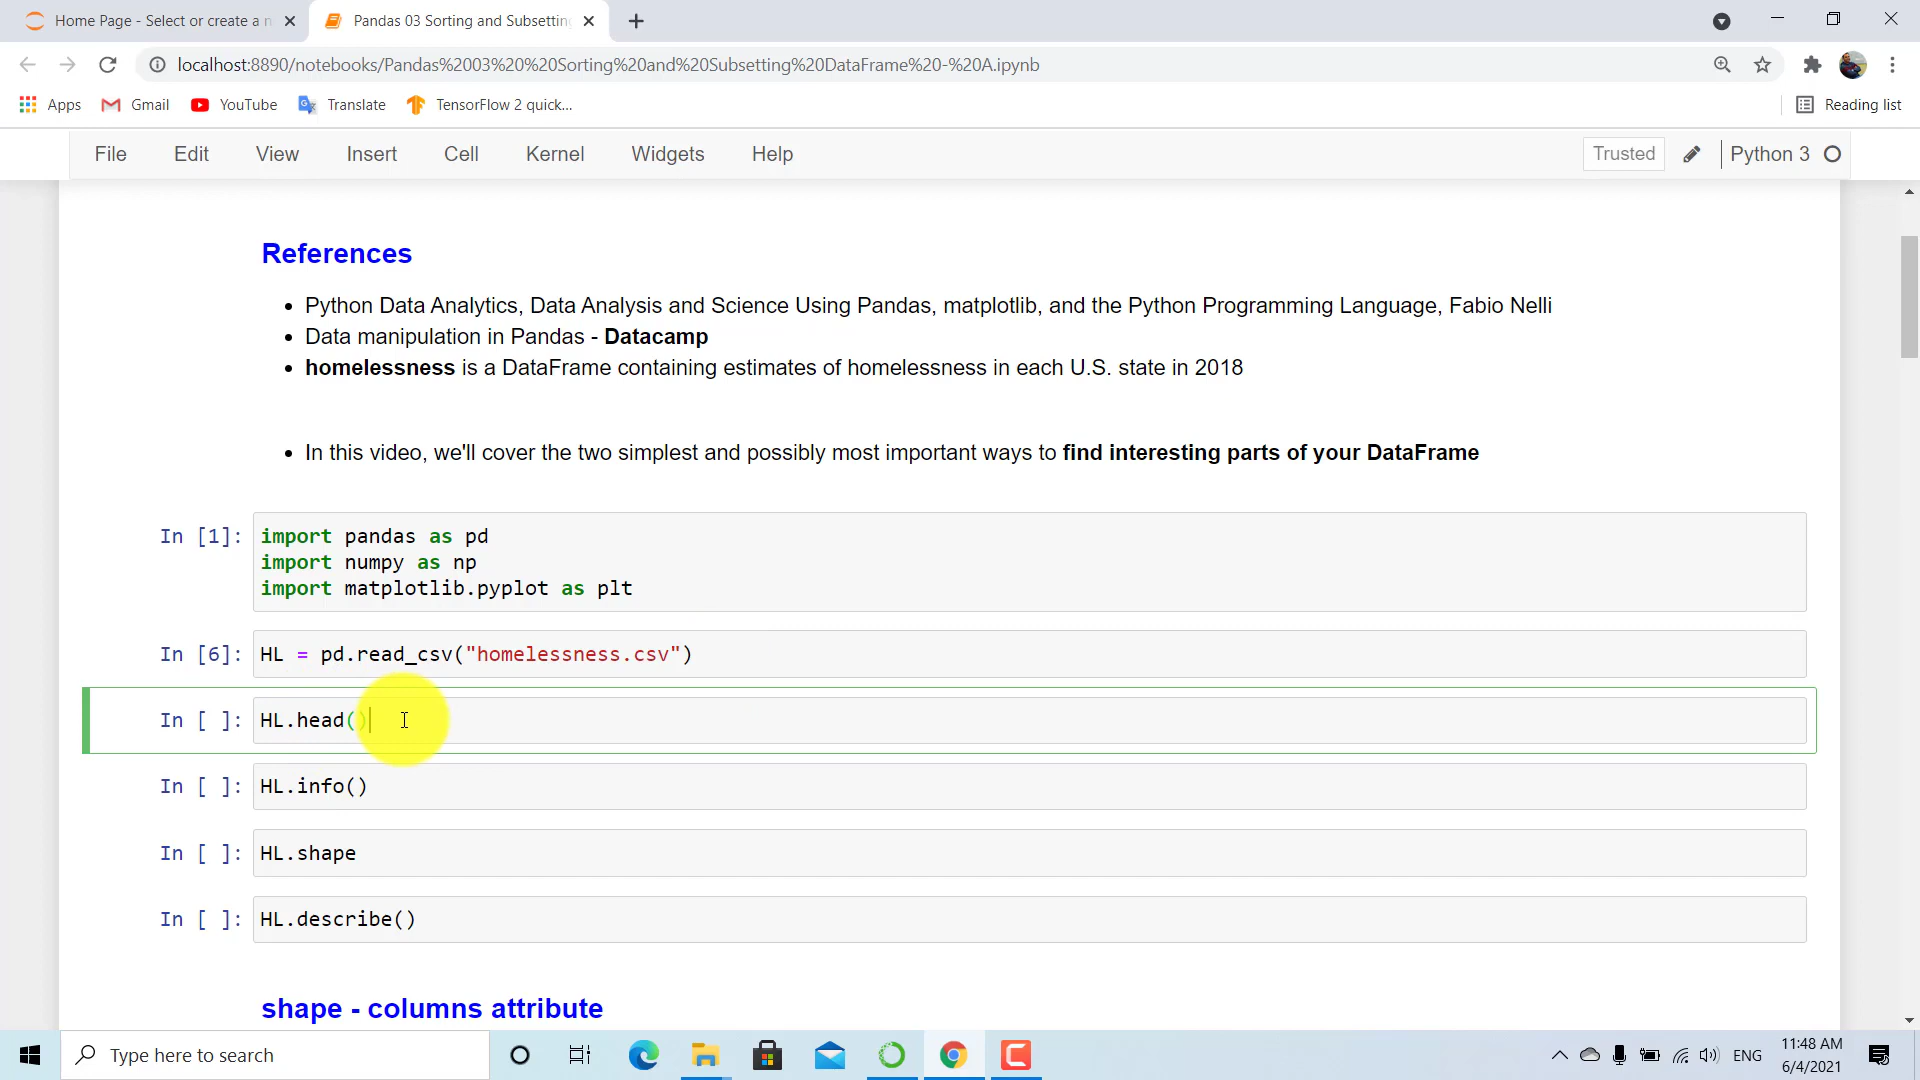 Home Page - Select or create a n
Pandas 03 Sorting and Subsettin
localhost:8890/notebooks/Pandas%2003%20%20Sorting%20and%20Subsetting%20DataFrame%20-%20A.ipynb
Apps Gmail YouTube Translate TensorFlow 2 quick... Reading list
File Edit View Insert Cell Kernel Widgets Help Trusted Python 3
References
• Python Data Analytics, Data Analysis and Science Using Pandas, matplotlib, and the Python Programming Language, Fabio Nelli
• Data manipulation in Pandas - Datacamp
• homelessness is a DataFrame containing estimates of homelessness in each U.S. state in 2018
• In this video, we'll cover the two simplest and possibly most important ways to find interesting parts of your DataFrame
In [1]: import pandas as pd
import numpy as np
import matplotlib.pyplot as plt
In [6]: HL = pd.read_csv("homelessness.csv")
In [ ]: HL.head()
In [ ]: HL.info()
In [ ]: HL.shape
In [ ]: HL.describe()
shape - columns attribute
Type here to search
ENG
11:48 AM
6/4/2021